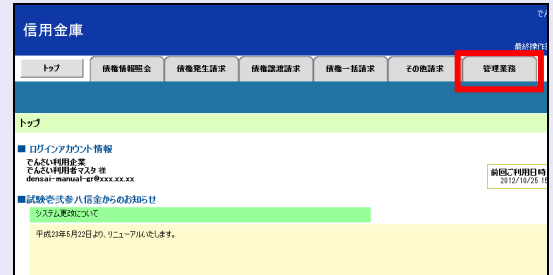 でん
信用金庫
最終操作
トップ 債権情報照会 債権発生請求 債権譲渡請求 債権一括請求 その他請求 管理業務
トップ
■ ログインアカウント情報
でんさい利用企業
でんさい利用者マスタ 様
densai-manual-gr@xxx.xx.xx
前回ご利用日時
2012/10/25 15
■試験壱弐参八信金からのお知らせ
システム更改について
平成23年5月22日より、リニューアルいたします。